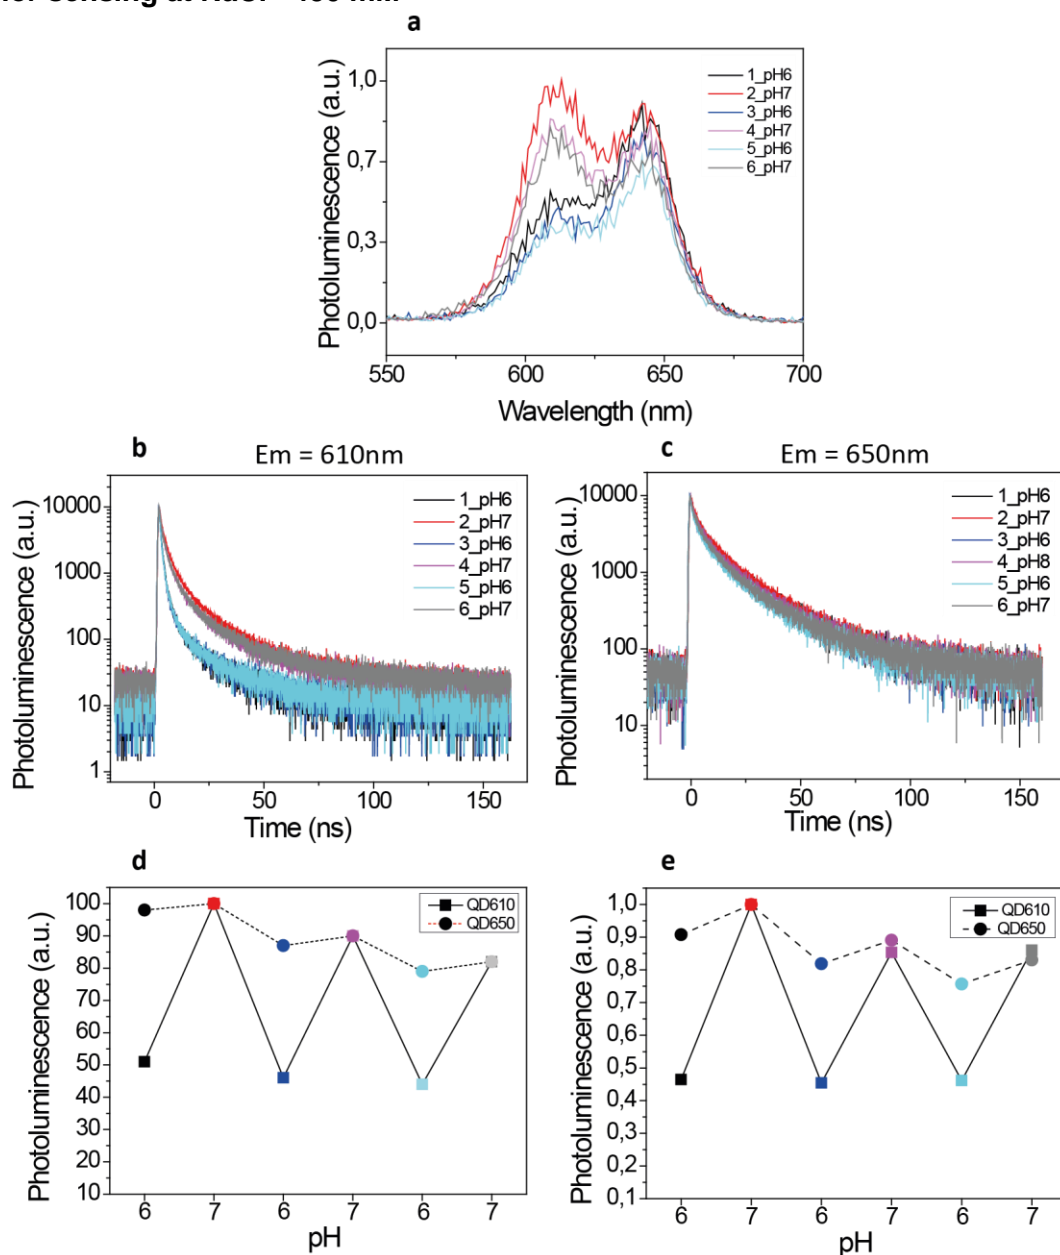 a
Photoluminescence (a.u.)
1,0
0,7
0,3
0,0
1_pH6
2_pH7
3_pH6
4_pH7
5_pH6
6_pH7
550
600
650
700
Wavelength (nm)
b
Em = 610nm
Photoluminescence (a.u.)
10000
1000
100
10
1
1_pH6
2_pH7
3_pH6
4_pH7
5_pH6
6_pH7
0
50
100
150
Time (ns)
c
Em = 650nm
Photoluminescence (a.u.)
10000
1000
100
10
1_pH6
2_pH7
3_pH6
4_pH8
5_pH6
6_pH7
0
50
100
150
Time (ns)
d
Photoluminescence (a.u.)
100
90
80
70
60
50
40
30
20
10
QD610
QD650
6
7
6
7
6
7
pH
e
Photoluminescence (a.u.)
1,0
0,9
0,8
0,7
0,6
0,5
0,4
0,3
0,2
0,1
QD610
QD650
6
7
6
7
6
7
pH